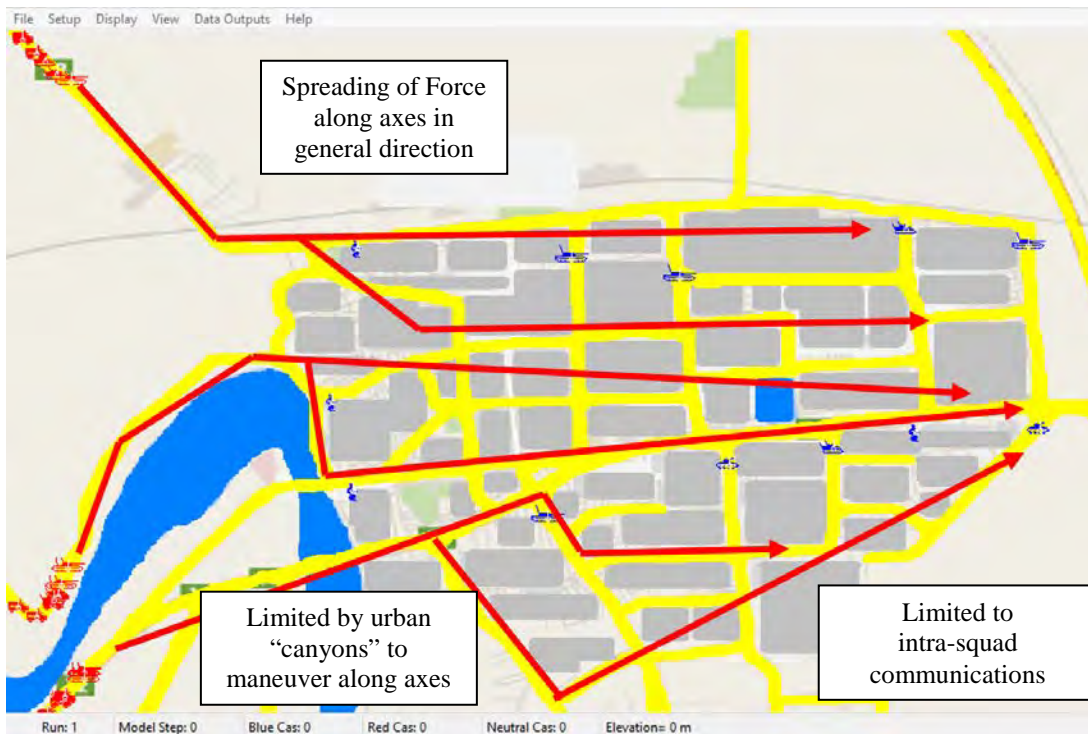 File Setup Display View Data Outputs Help
Spreading of Force
along axes in
general direction
Limited by urban
“canyons” to
maneuver along axes
Limited to
intra-squad
communications
Run: 1 Model Step: 0 Blue Cas: 0 Red Cas: 0 Neutral Cas: 0 Elevation= 0 m